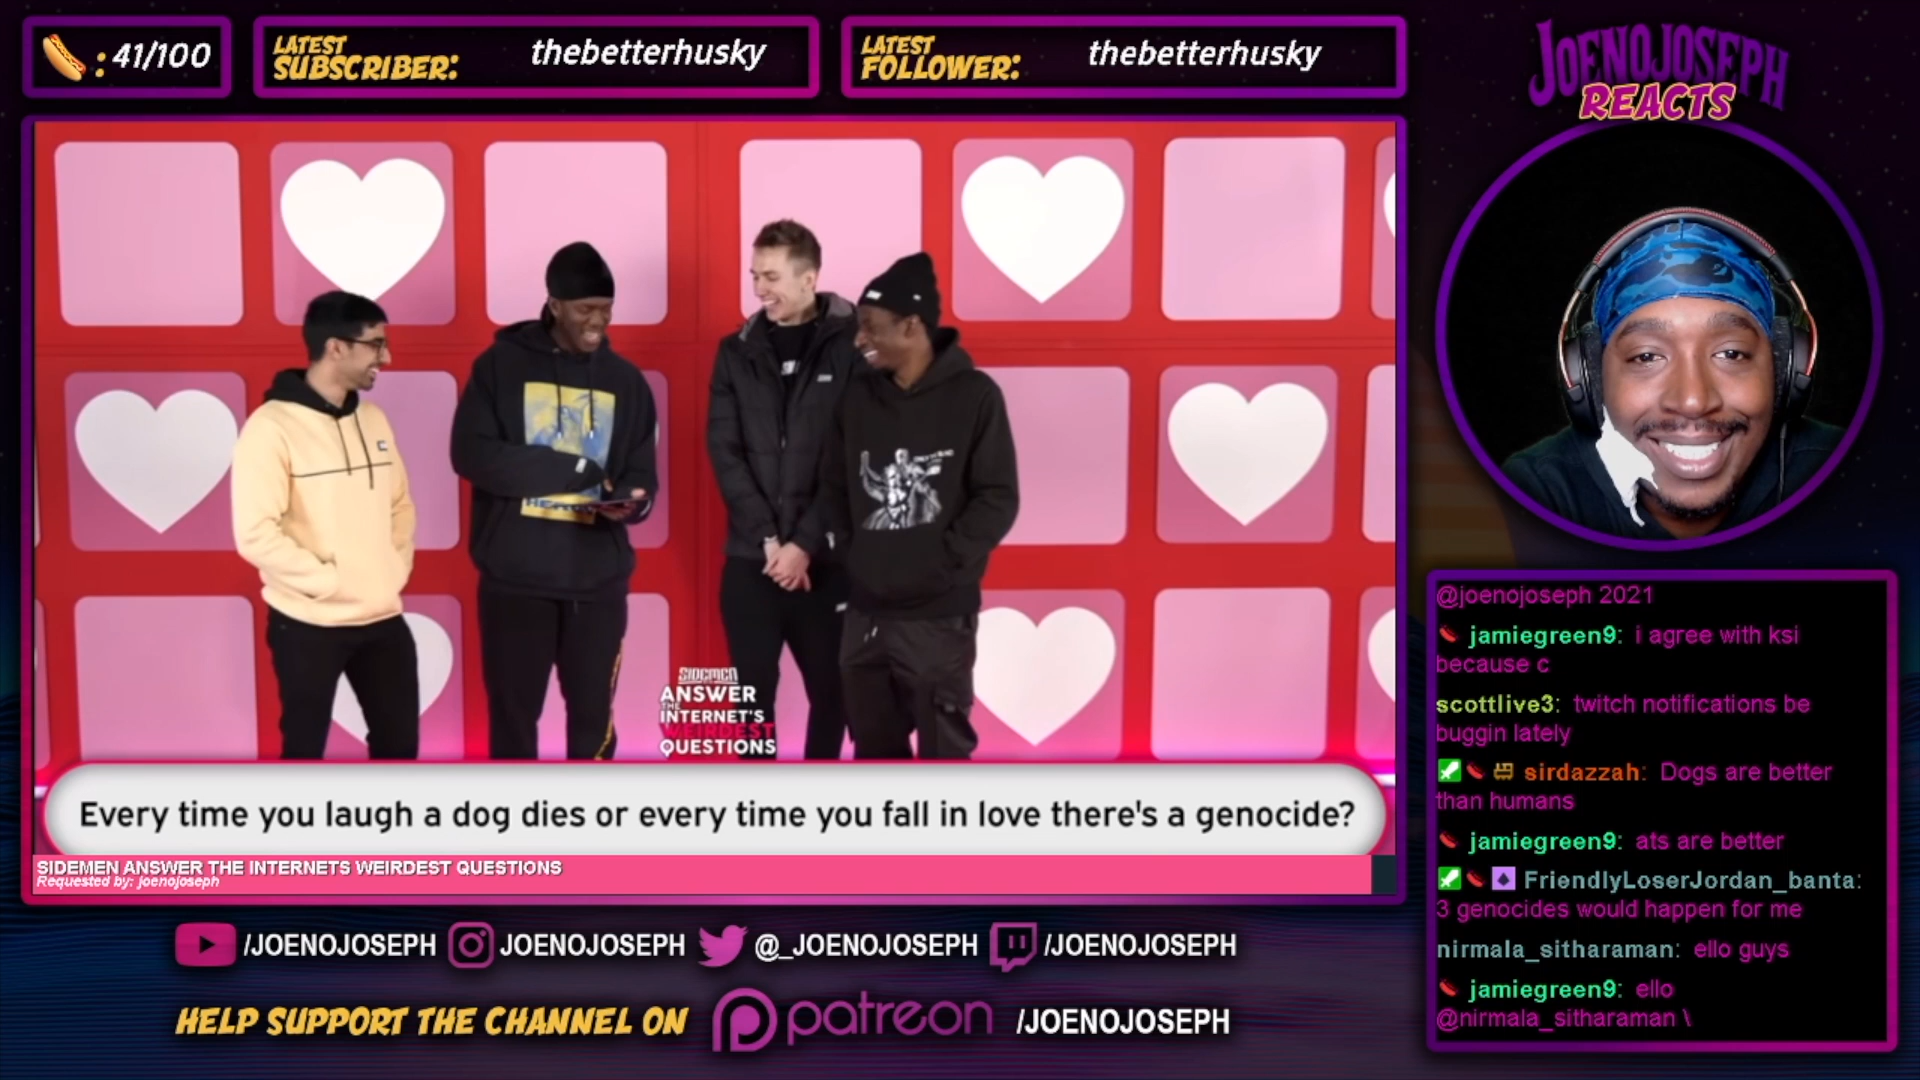 : 41/100
LATEST SUBSCRIBER: thebetterhusky
LATEST FOLLOWER: thebetterhusky
JOENOJOSEPH
REACTS
SIDEMEN
ANSWER
THE
INTERNET'S
WEIRDEST
QUESTIONS
Every time you laugh a dog dies or every time you fall in love there's a genocide?
SIDEMEN ANSWER THE INTERNETS WEIRDEST QUESTIONS
Requested by: joenojoseph
@joenojoseph 2021
jamiegreen9: i agree with ksi
because c
scottlive3: twitch notifications be
buggin lately
sirdazzah: Dogs are better
than humans
jamiegreen9: ats are better
FriendlyLoserJordan_banta:
3 genocides would happen for me
nirmala_sitharaman: ello guys
jamiegreen9: ello
@nirmala_sitharaman \
/JOENOJOSEPH JOENOJOSEPH @_JOENOJOSEPH /JOENOJOSEPH
HELP SUPPORT THE CHANNEL ON patreon /JOENOJOSEPH